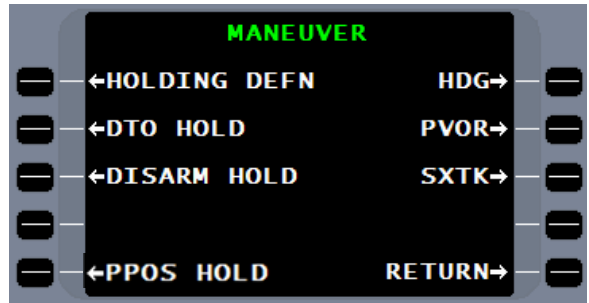 MANEUVER
←HOLDING DEFN HDG→
←DTO HOLD PVOR→
←DISARM HOLD SXTK→
←PPOS HOLD RETURN→